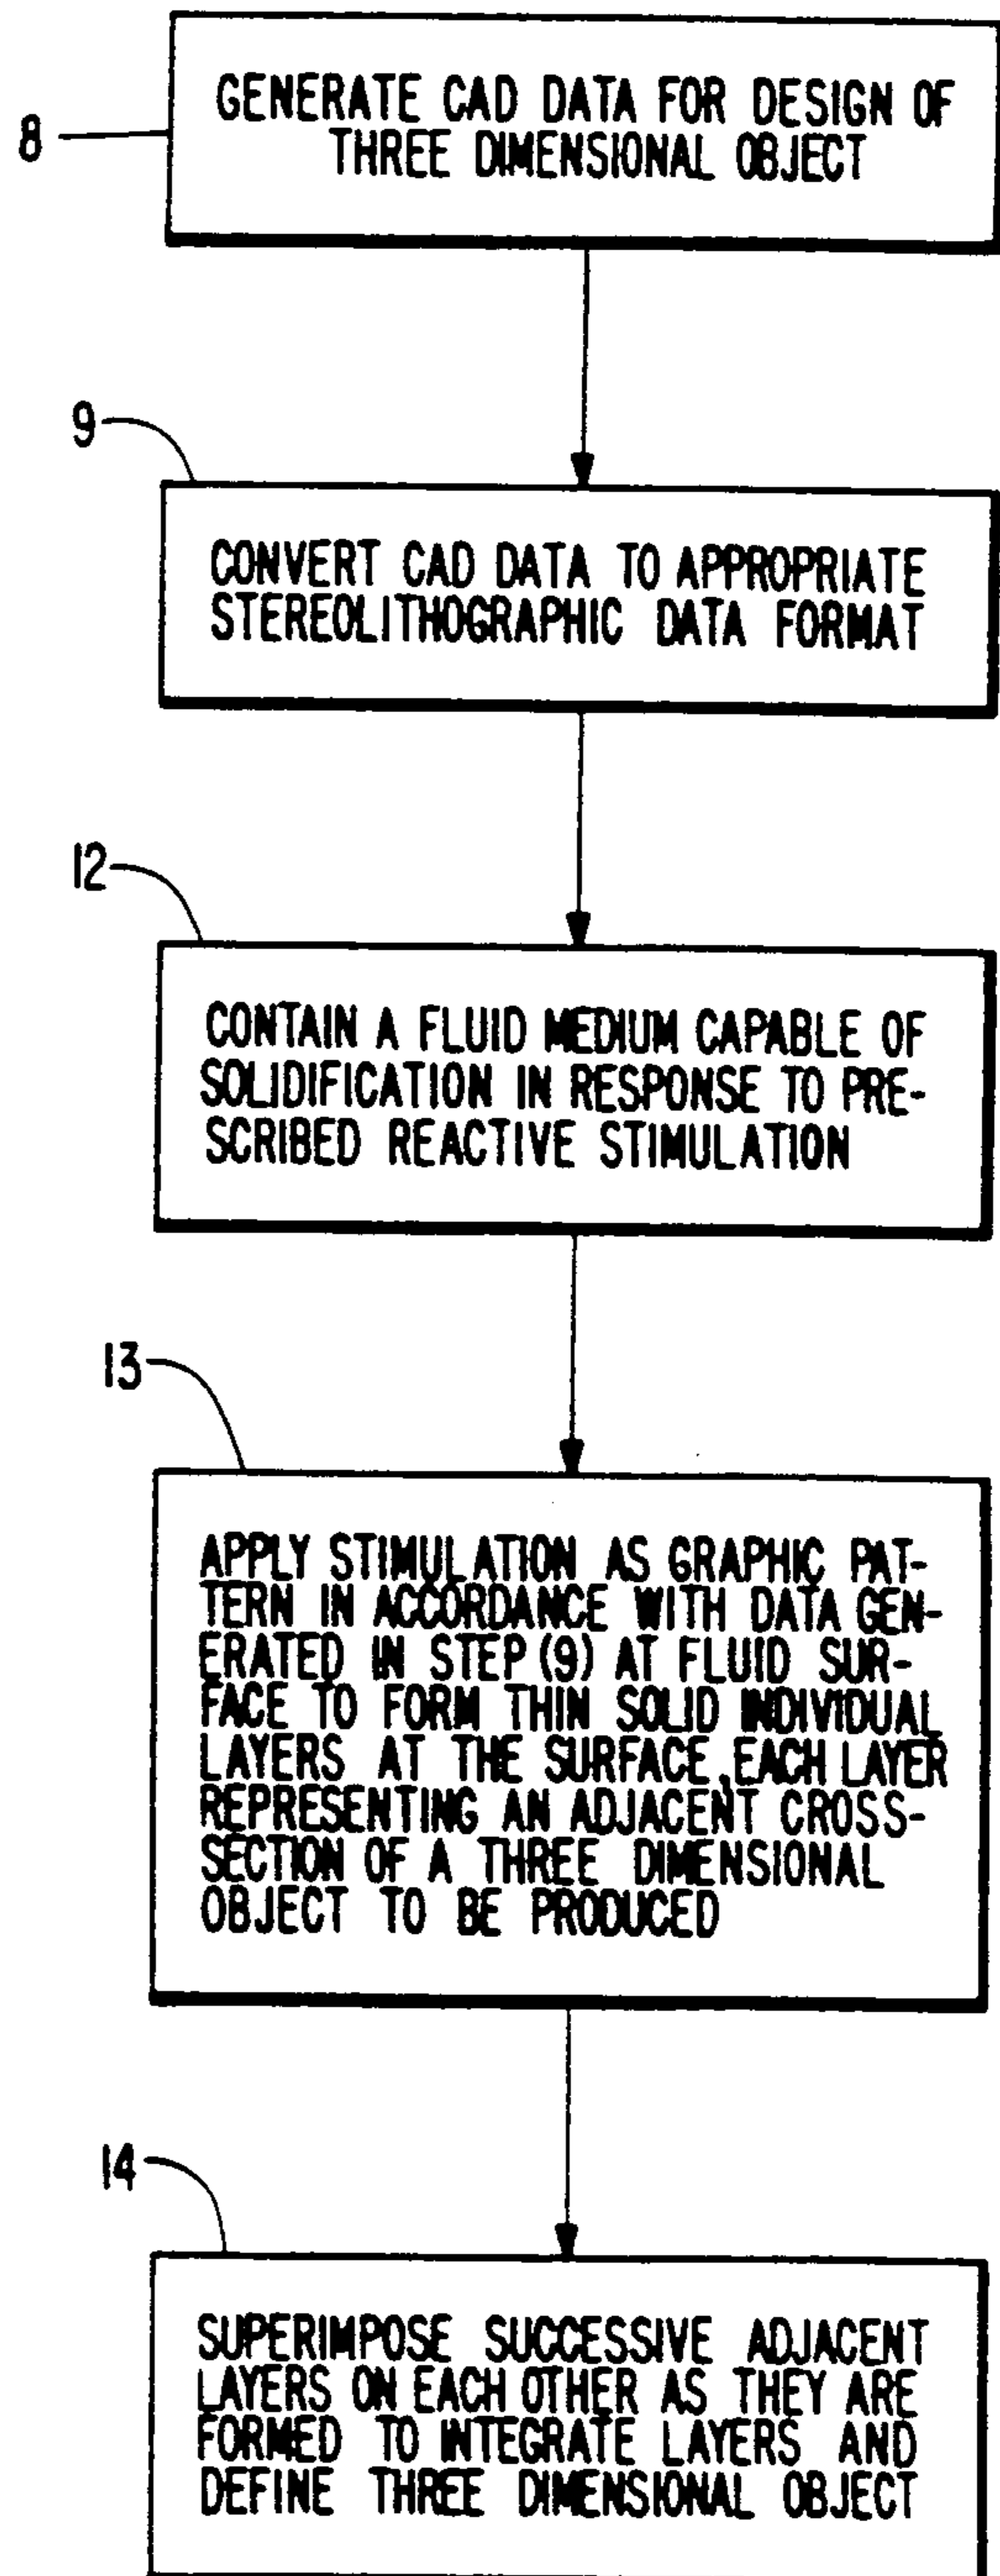 8
GENERATE CAD DATA FOR DESIGN OF
THREE DIMENSIONAL OBJECT
9
CONVERT CAD DATA TO APPROPRIATE
STEREOLITHOGRAPHIC DATA FORMAT
12
CONTAIN A FLUID MEDIUM CAPABLE OF
SOLIDIFICATION IN RESPONSE TO PRE-
SCRIBED REACTIVE STIMULATION
13
APPLY STIMULATION AS GRAPHIC PAT-
TERN IN ACCORDANCE WITH DATA GEN-
ERATED IN STEP (9) AT FLUID SUR-
FACE TO FORM THIN SOLID INDIVIDUAL
LAYERS AT THE SURFACE, EACH LAYER
REPRESENTING AN ADJACENT CROSS-
SECTION OF A THREE DIMENSIONAL
OBJECT TO BE PRODUCED
14
SUPERIMPOSE SUCCESSIVE ADJACENT
LAYERS ON EACH OTHER AS THEY ARE
FORMED TO INTEGRATE LAYERS AND
DEFINE THREE DIMENSIONAL OBJECT